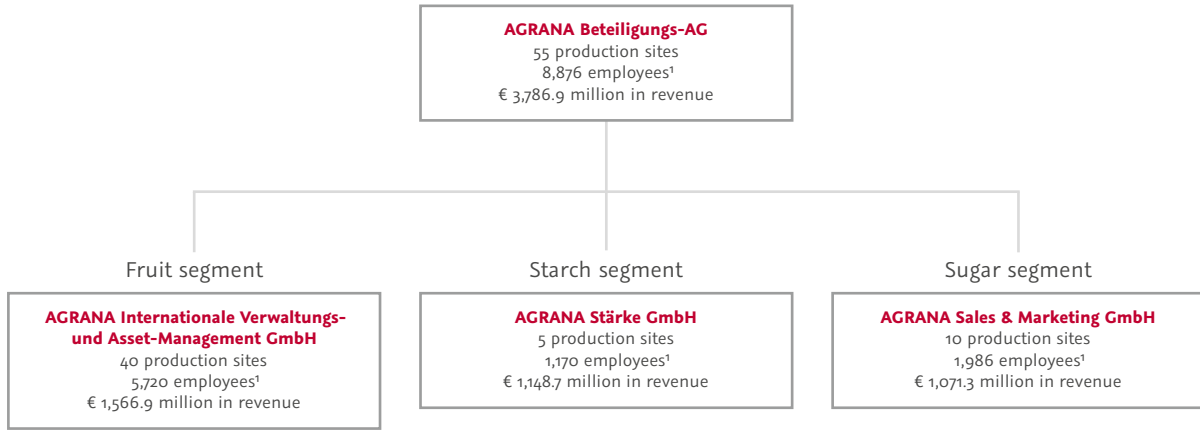 AGRANA Beteiligungs-AG
55 production sites
8,876 employees¹
€ 3,786.9 million in revenue
Fruit segment
AGRANA Internationale Verwaltungs-
und Asset-Management GmbH
40 production sites
5,720 employees¹
€ 1,566.9 million in revenue
Starch segment
AGRANA Stärke GmbH
5 production sites
1,170 employees¹
€ 1,148.7 million in revenue
Sugar segment
AGRANA Sales & Marketing GmbH
10 production sites
1,986 employees¹
€ 1,071.3 million in revenue